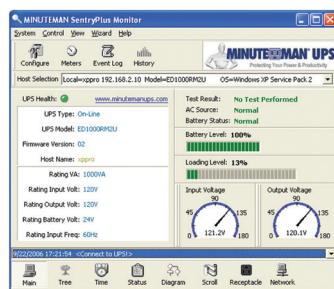 MINUTEMAN SentryPlus Monitor
System Control View Wizard Help
Configure Meters Event Log History
MINUTEMAN UPS
Protecting Your Power & Productivity
Host Selection Local=xppro 192.168.2.10 Model=ED1000RM2U OS=Windows XP Service Pack 2
UPS Health: www.minutemanups.com
UPS Type: On-Line
UPS Model: ED1000RM2U
Firmware Version: 02
Host Name: xppro
Rating VA: 1000VA
Rating Input Volt: 120V
Rating Output Volt: 120V
Rating Battery Volt: 24V
Rating Input Freq: 60Hz
Test Result: No Test Performed
AC Source: Normal
Battery Status: Normal
Battery Level: 100%
Loading Level: 13%
Input Voltage
90
45 135
0 180
121.2V
Output Voltage
90
45 135
0 180
120.1V
9/22/2006 17:21:54 <Connect to UPS!>
Main Tree Time Status Diagram Scroll Receptacle Network